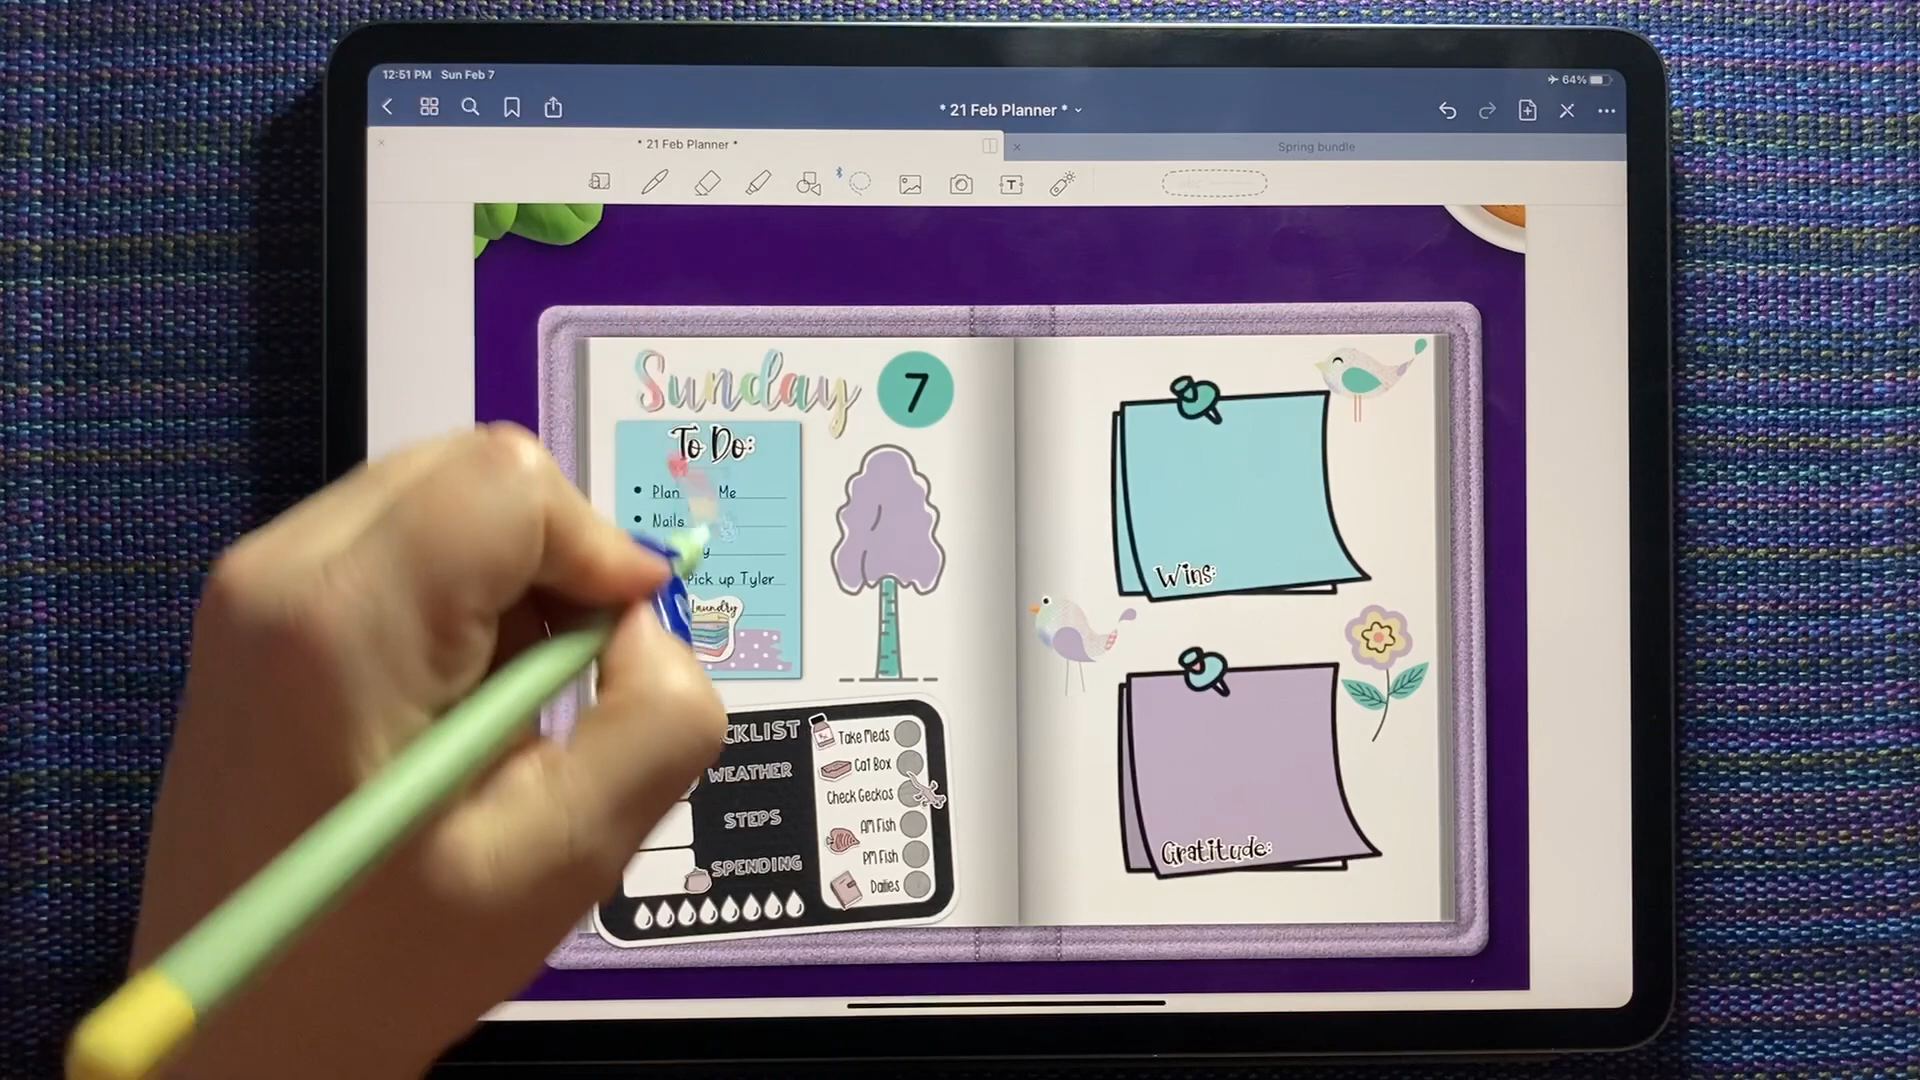 12:51 PM Sun Feb 7
64%
* 21 Feb Planner *
* 21 Feb Planner *
Spring bundle
T
Sunday 7
To Do:
Plan Me
Nails
Pick up Tyler
Laundry
WEATHER
STEPS
SPENDING
Take Meds
Cat Box
Check Geckos
AM Fish
PM Fish
Dailies
Wins:
Gratitude: